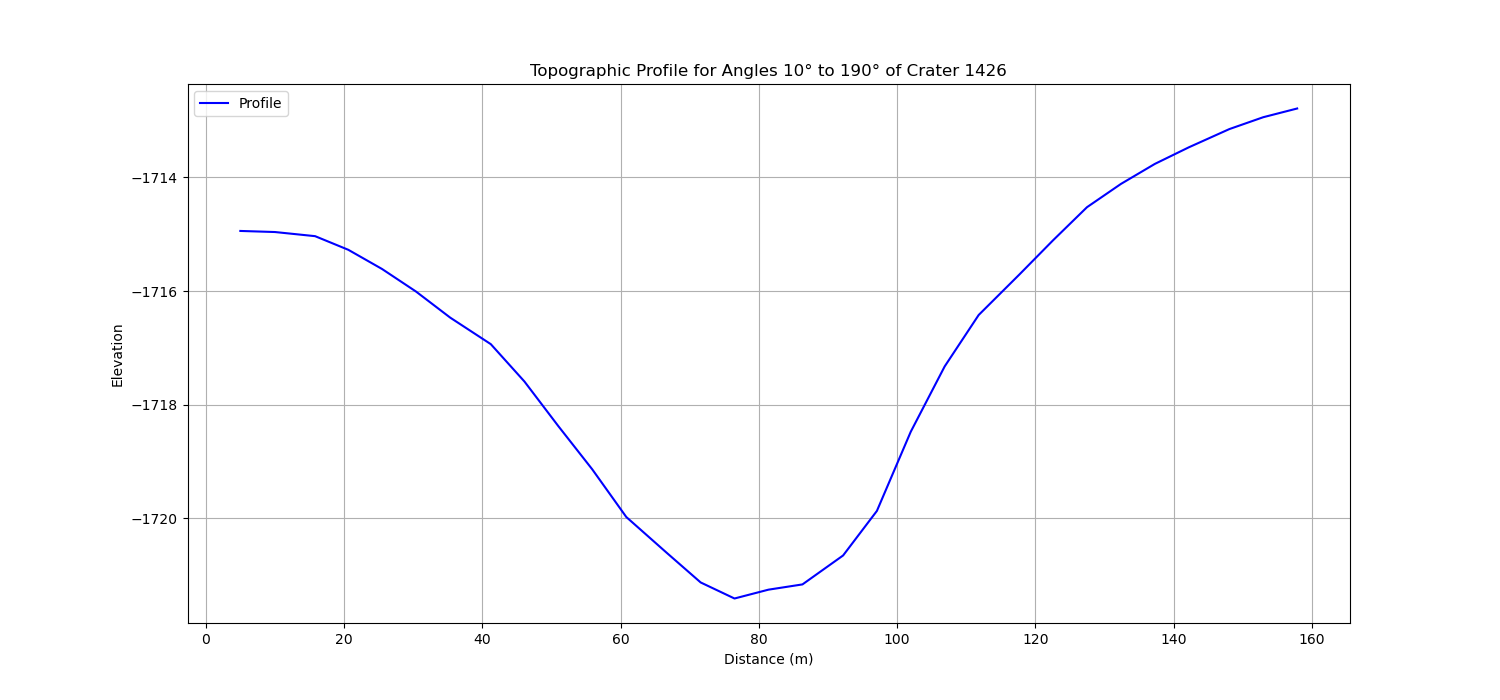 Topographic Profile for Angles 10° to 190° of Crater 1426
Profile
Elevation
−1714
−1716
−1718
−1720
0 20 40 60 80 100 120 140 160
Distance (m)